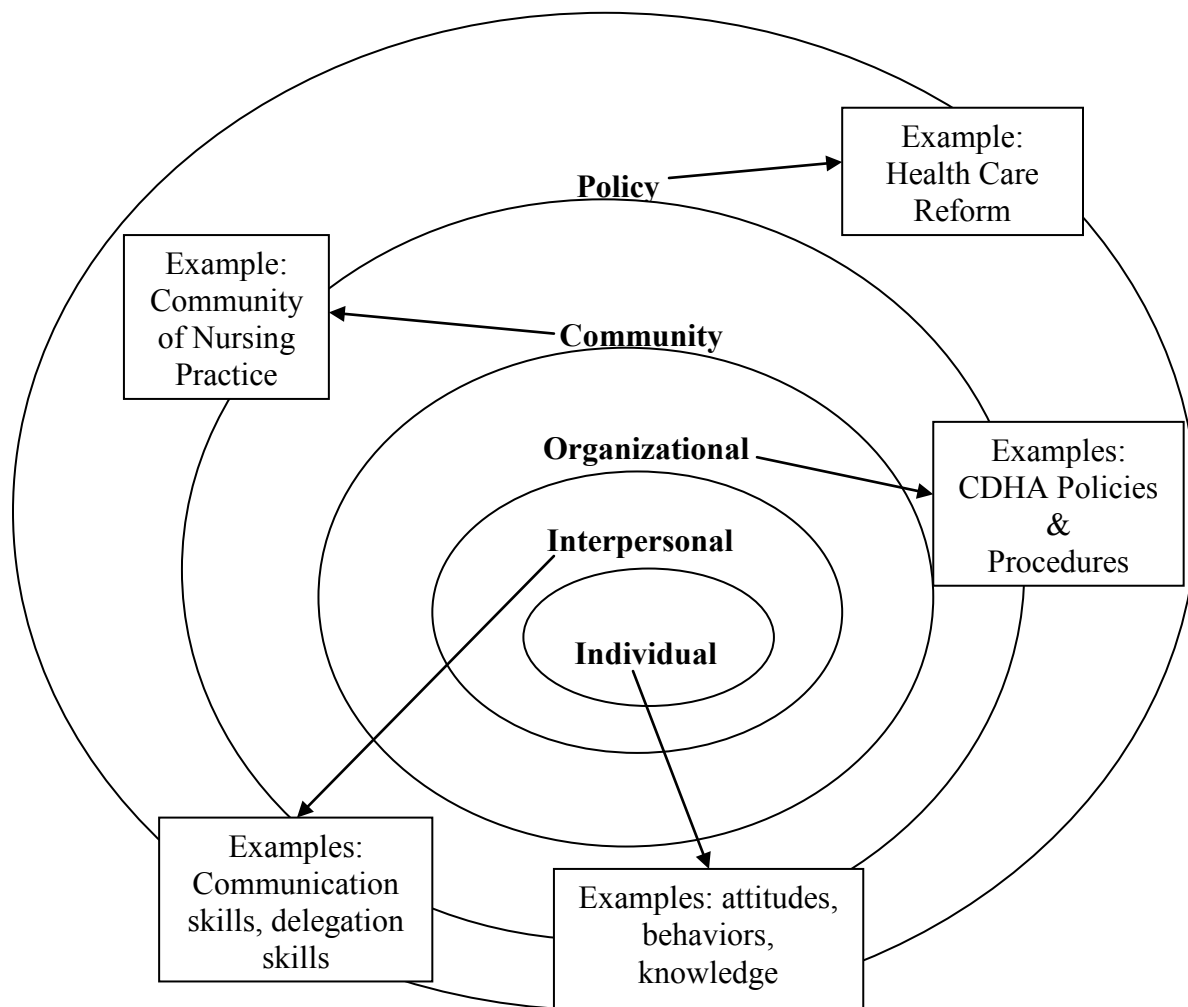 Example:
Health Care
Reform
Policy
Example:
Community
of Nursing
Practice
Community
Organizational
Examples:
CDHA Policies
&
Procedures
Interpersonal
Individual
Examples:
Communication
skills, delegation
skills
Examples: attitudes,
behaviors,
knowledge